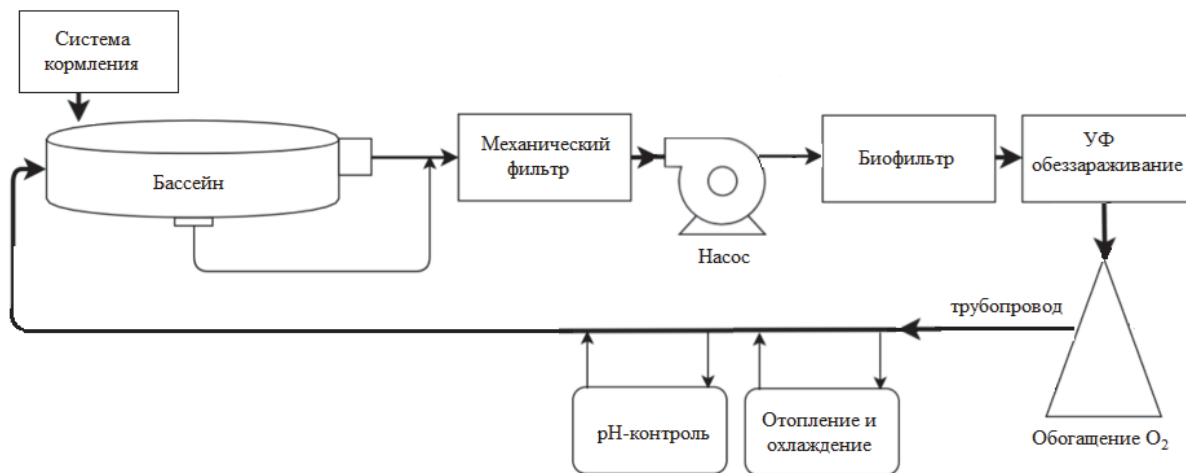 Система
кормления
Бассейн
Механический
фильтр
Насос
Биофильтр
УФ
обеззараживание
трубопровод
Обогащение O₂
Отопление и
охлаждение
pH-контроль